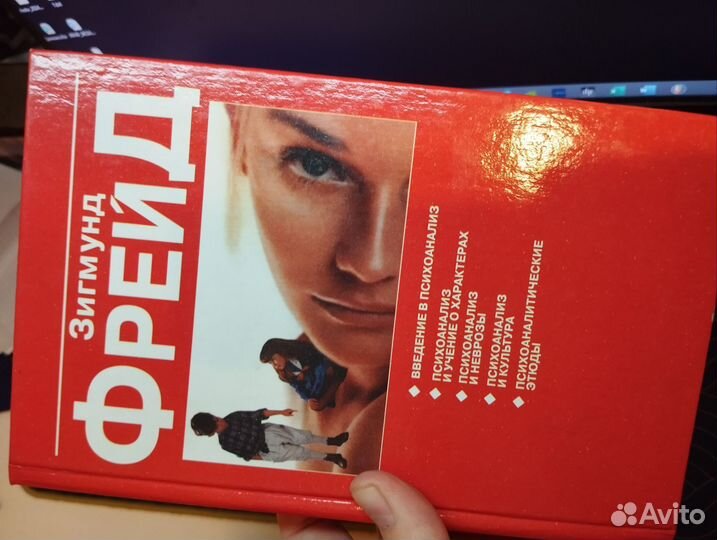 Зигмунд
ФРЕЙД
ВВЕДЕНИЕ В ПСИХОАНАЛИЗ
ПСИХОАНАЛИЗ
И УЧЕНИЕ О ХАРАКТЕРАХ
ПСИХОАНАЛИЗ
И НЕВРОЗЫ
ПСИХОАНАЛИЗ
И КУЛЬТУРА
ПСИХОАНАЛИТИЧЕСКИЕ
ЭТЮДЫ
Avito